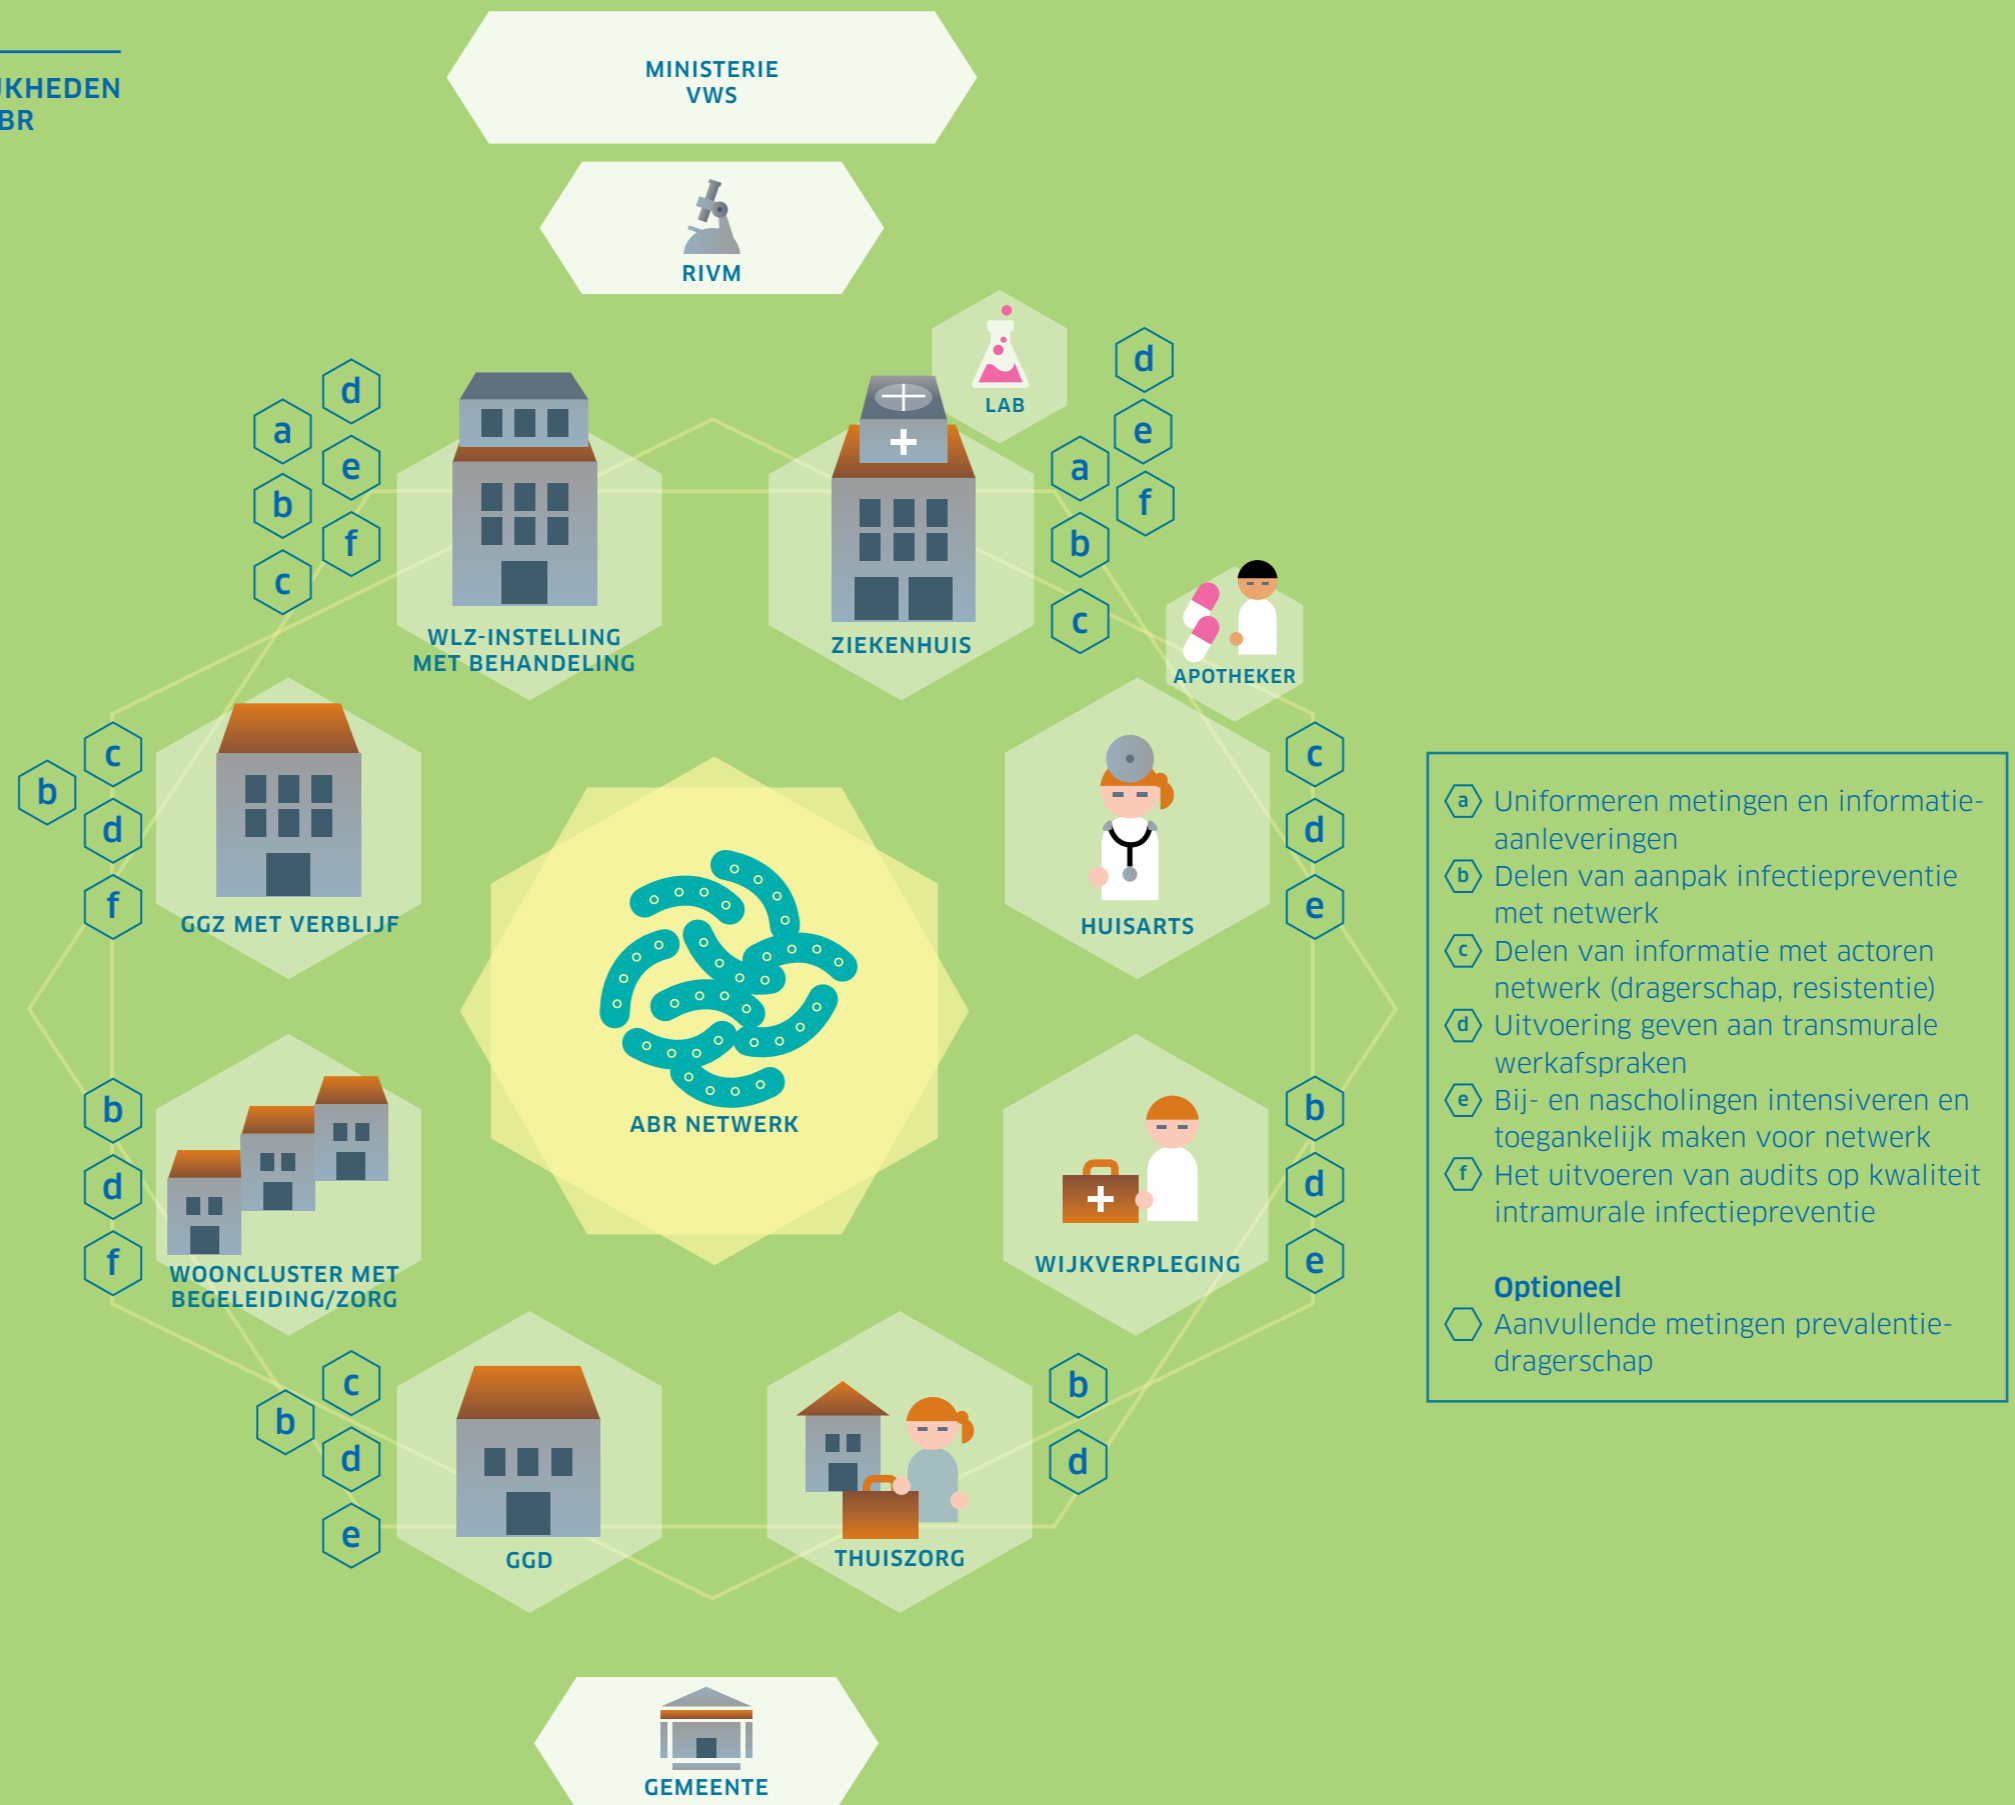 JKHEDEN
BR
MINISTERIE
VWS
RIVM
LAB
d
a
e
b
f
c
d
e
a
f
b
c
WLZ-INSTELLING
MET BEHANDELING
ZIEKENHUIS
APOTHEKER
c
b
d
f
GGZ MET VERBLIJF
HUISARTS
c
d
e
ABR NETWERK
b
d
f
WOONCLUSTER MET
BEGELEIDING/ZORG
WIJKVERPLEGING
b
d
e
c
b
d
e
GGD
THUISZORG
b
d
GEMEENTE
a Uniformeren metingen en informatie-
aanleveringen
b Delen van aanpak infectiepreventie
met netwerk
c Delen van informatie met actoren
netwerk (dragerschap, resistentie)
d Uitvoering geven aan transmurale
werkafspraken
e Bij- en nascholingen intensiveren en
toegankelijk maken voor netwerk
f Het uitvoeren van audits op kwaliteit
intramurale infectiepreventie
Optioneel
Aanvullende metingen prevalentie-
dragerschap